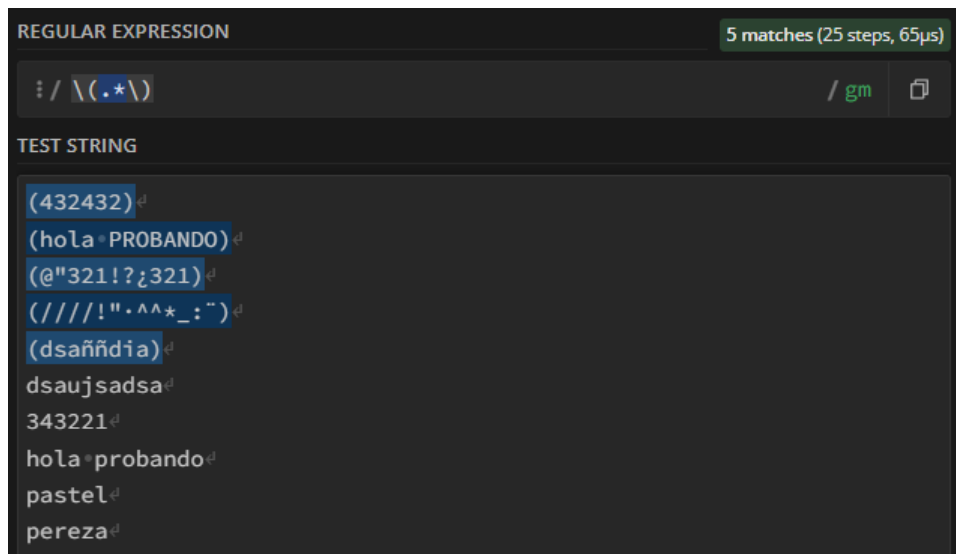 REGULAR EXPRESSION
5 matches (25 steps, 65µs)
/ \(.*\) / gm
TEST STRING
(432432)
(hola PROBANDO)
(@"321!?¿321)
(////!"·^^*_:¨)
(dsaññdia)
dsaujsadsa
343221
hola probando
pastel
pereza